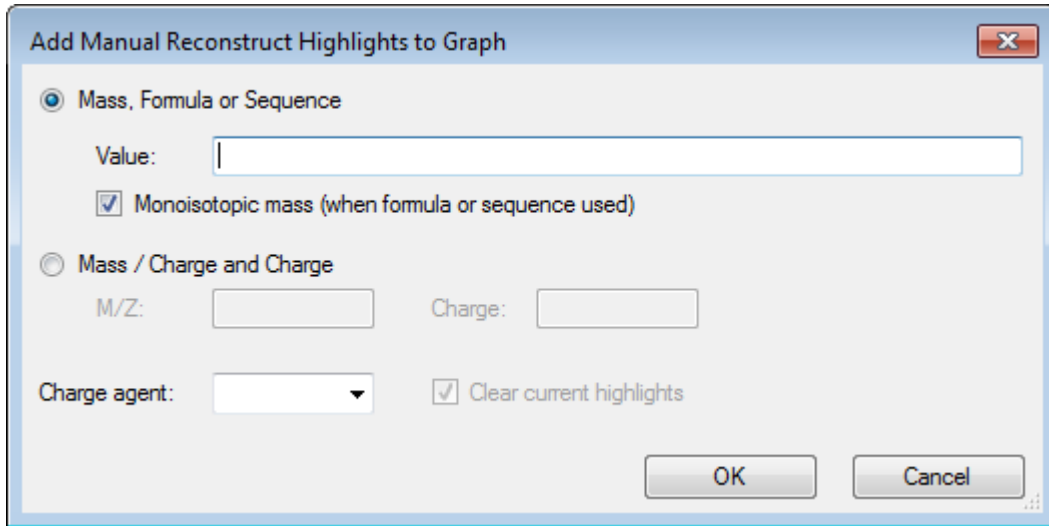 Add Manual Reconstruct Highlights to Graph
Mass, Formula or Sequence
Value:
Monoisotopic mass (when formula or sequence used)
Mass / Charge and Charge
M/Z: Charge:
Charge agent: Clear current highlights
OK Cancel